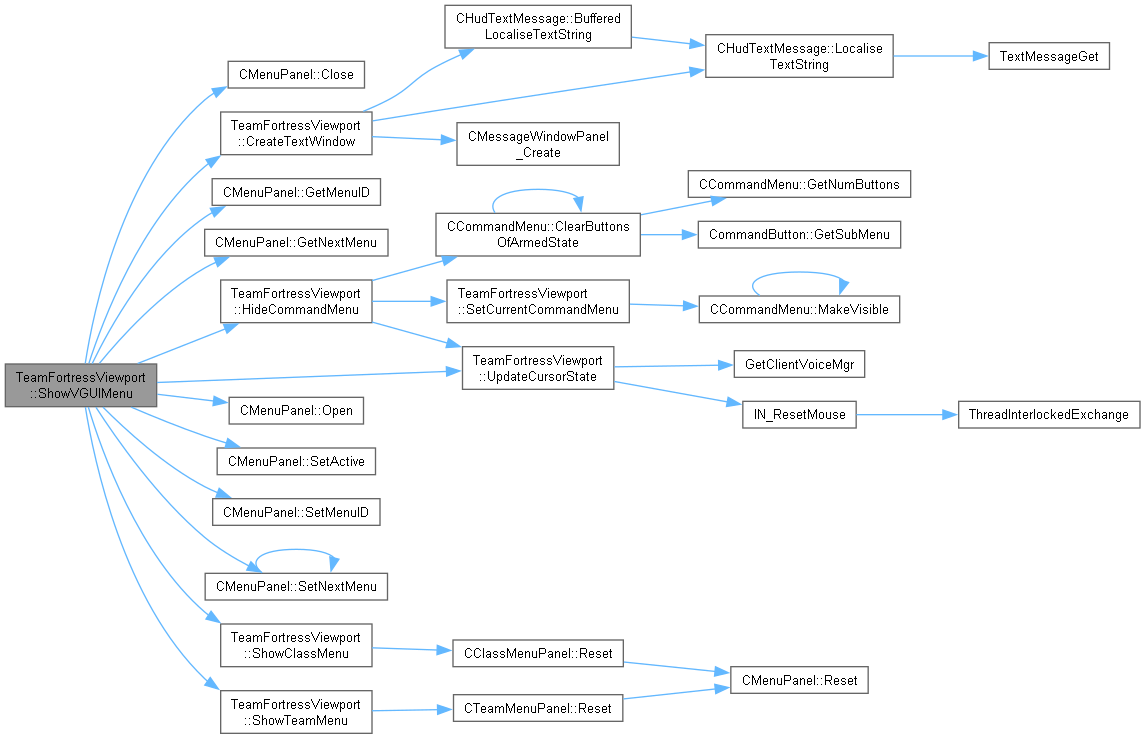 CHudTextMessage::Buffered
LocaliseTextString
CHudTextMessage::Localise
TextString
TextMessageGet
CMenuPanel::Close
TeamFortressViewport
::CreateTextWindow
CMessageWindowPanel
_Create
CMenuPanel::GetMenuID
CCommandMenu::GetNumButtons
CCommandMenu::ClearButtons
OfArmedState
CommandButton::GetSubMenu
CMenuPanel::GetNextMenu
TeamFortressViewport
::HideCommandMenu
TeamFortressViewport
::SetCurrentCommandMenu
CCommandMenu::MakeVisible
TeamFortressViewport
::ShowVGUIMenu
TeamFortressViewport
::UpdateCursorState
GetClientVoiceMgr
IN_ResetMouse
ThreadInterlockedExchange
CMenuPanel::Open
CMenuPanel::SetActive
CMenuPanel::SetMenuID
CMenuPanel::SetNextMenu
TeamFortressViewport
::ShowClassMenu
CClassMenuPanel::Reset
CMenuPanel::Reset
TeamFortressViewport
::ShowTeamMenu
CTeamMenuPanel::Reset